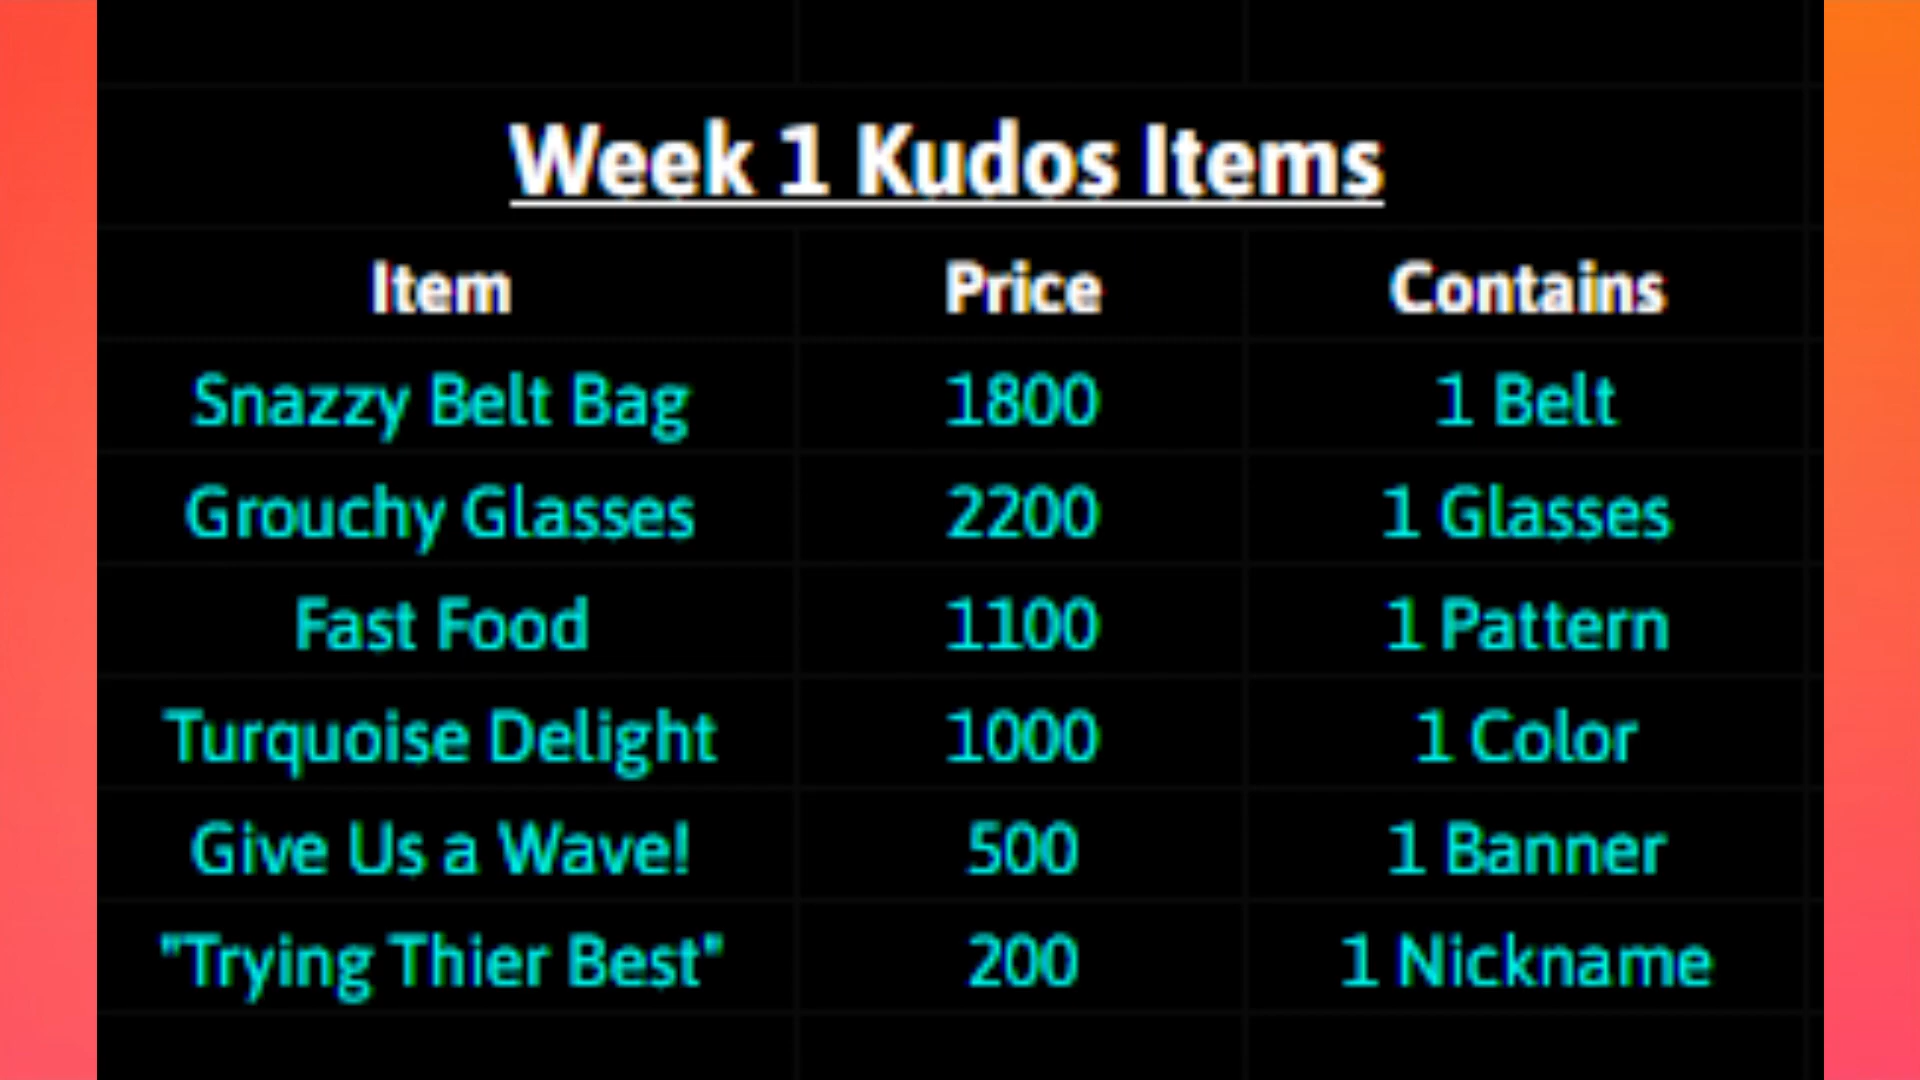 Week 1 Kudos Items
Item Price Contains
Snazzy Belt Bag 1800 1 Belt
Grouchy Glasses 2200 1 Glasses
Fast Food 1100 1 Pattern
Turquoise Delight 1000 1 Color
Give Us a Wave! 500 1 Banner
"Trying Thier Best" 200 1 Nickname